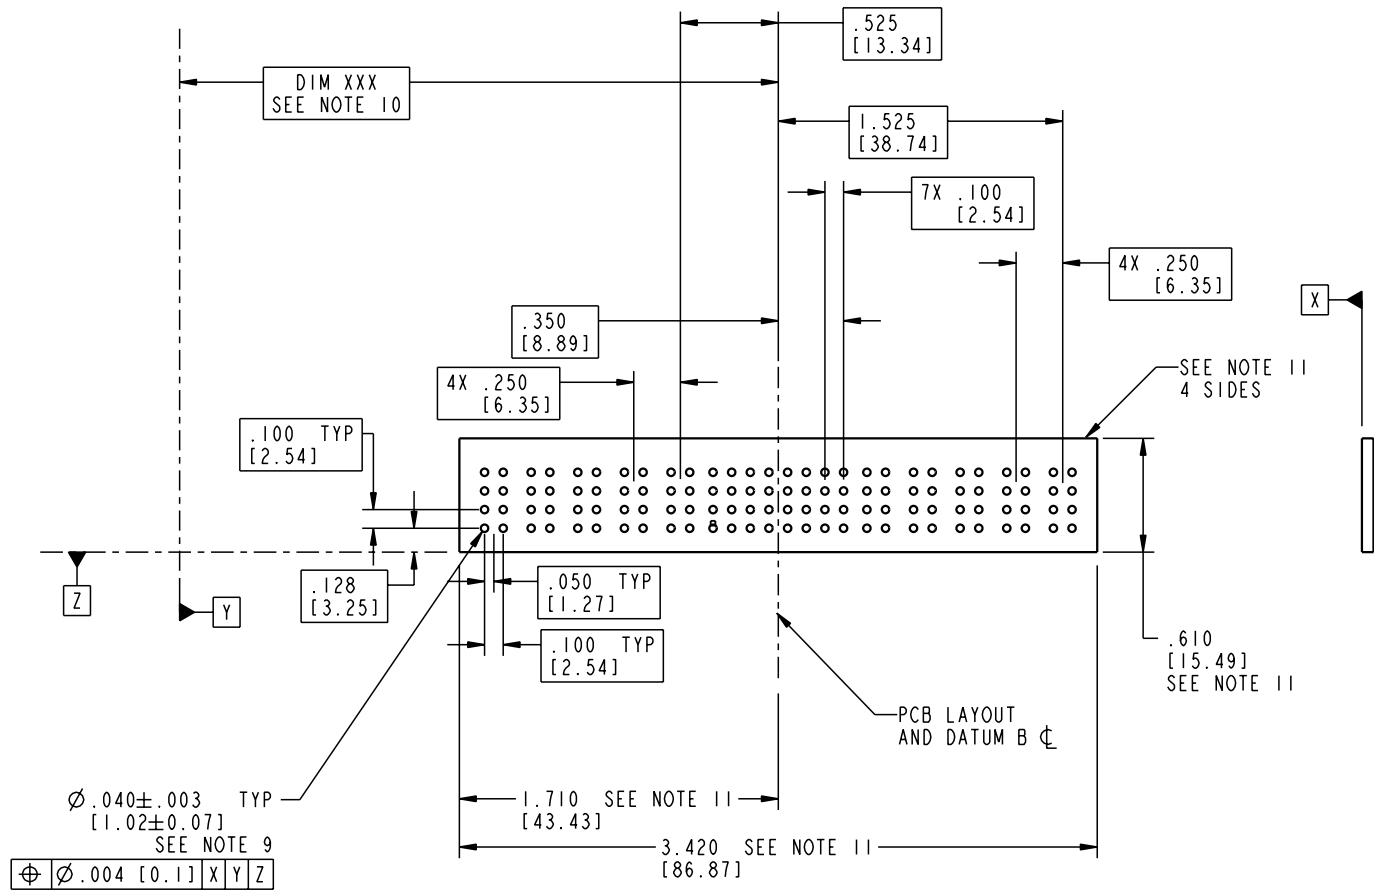 .525
[13.34]
DIM XXX
SEE NOTE 10
1.525
[38.74]
7X .100
[2.54]
4X .250
[6.35]
X
.350
[8.89]
SEE NOTE 11
4 SIDES
4X .250
[6.35]
.100 TYP
[2.54]
B
.128
[3.25]
.050 TYP
[1.27]
Z
Y
.100 TYP
[2.54]
.610
[15.49]
SEE NOTE 11
PCB LAYOUT
AND DATUM B ℄
Ø.040±.003 TYP
[1.02±0.07]
SEE NOTE 9
⌖ Ø.004 [0.1] X Y Z
1.710 SEE NOTE 11
[43.43]
3.420 SEE NOTE 11
[86.87]